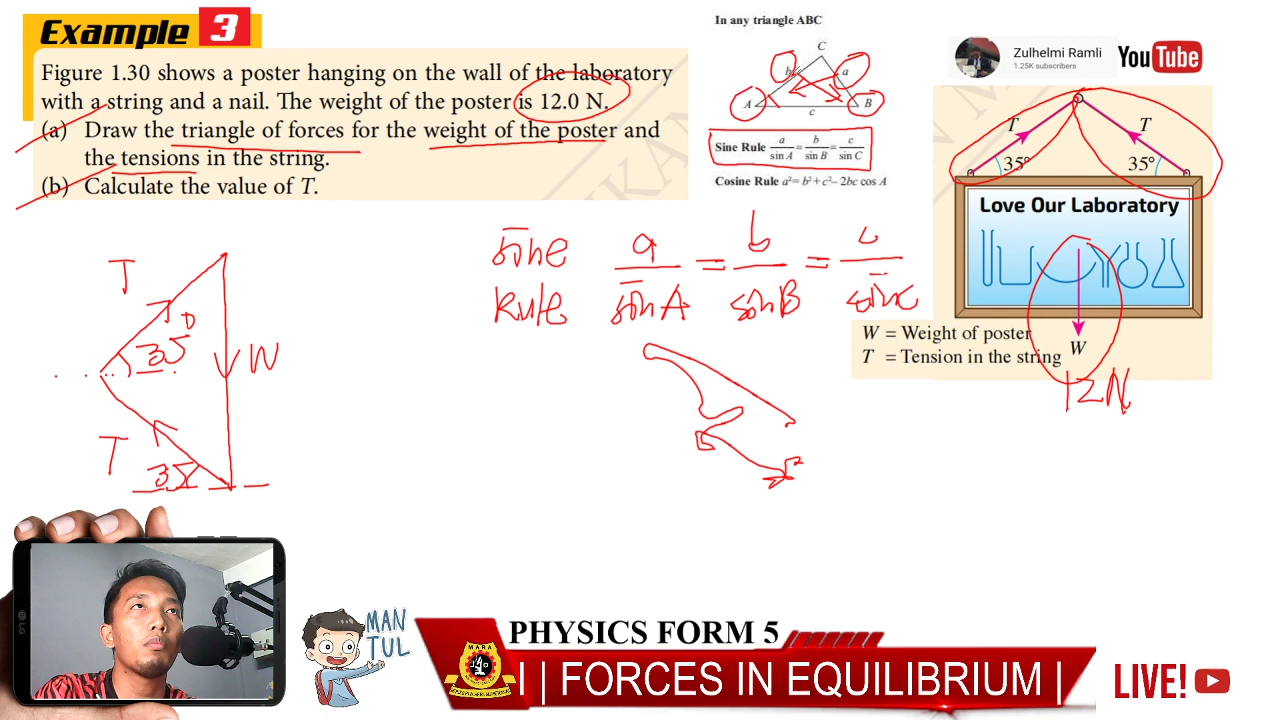 Example 3
Figure 1.30 shows a poster hanging on the wall of the laboratory
with a string and a nail. The weight of the poster is 12.0 N.
(a) Draw the triangle of forces for the weight of the poster and
the tensions in the string.
(b) Calculate the value of T.
In any triangle ABC
C
b a
A B
c
Sine Rule a/sin A = b/sin B = c/sin C
Cosine Rule a² = b² + c² – 2bc cos A
Zulhelmi Ramli
1.25K subscribers
YouTube
T T
35° 35°
Love Our Laboratory
W = Weight of poster
T = Tension in the string
W
12N
sine rule a/sin A = b/sin B = c/sin C
T
35°
W
T
35
LG
MAN
TUL
PHYSICS FORM 5
MARA
| | FORCES IN EQUILIBRIUM |
LIVE!